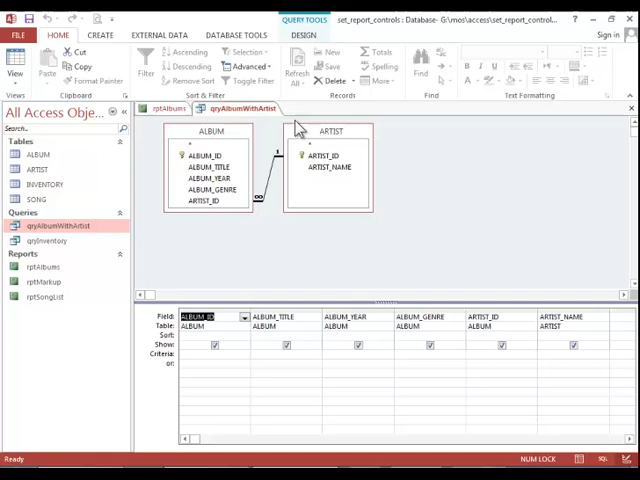 QUERY TOOLS
set_report_controls : Database- G:\mos\access\set_report_control...
?
Sign in
FILE HOME CREATE EXTERNAL DATA DATABASE TOOLS DESIGN
View
Views
Paste
Cut
Copy
Format Painter
Clipboard
Filter
Ascending
Descending
Remove Sort
Selection
Advanced
Toggle Filter
Sort & Filter
Refresh
All
New
Save
Delete
Totals
Spelling
More
Records
Find
Find
B I U
Text Formatting
All Access Obje...
Search...
Tables
ALBUM
ARTIST
INVENTORY
SONG
Queries
qryAlbumWithArtist
qryInventory
Reports
rptAlbums
rptMarkup
rptSongList
rptAlbums
qryAlbumWithArtist
ALBUM
*
ALBUM_ID
ALBUM_TITLE
ALBUM_YEAR
ALBUM_GENRE
ARTIST_ID
∞
1
ARTIST
*
ARTIST_ID
ARTIST_NAME
Field: ALBUM_ID ALBUM_TITLE ALBUM_YEAR ALBUM_GENRE ARTIST_ID ARTIST_NAME
Table: ALBUM ALBUM ALBUM ALBUM ALBUM ARTIST
Sort:
Show:
Criteria:
or:
Ready
NUM LOCK
SQL